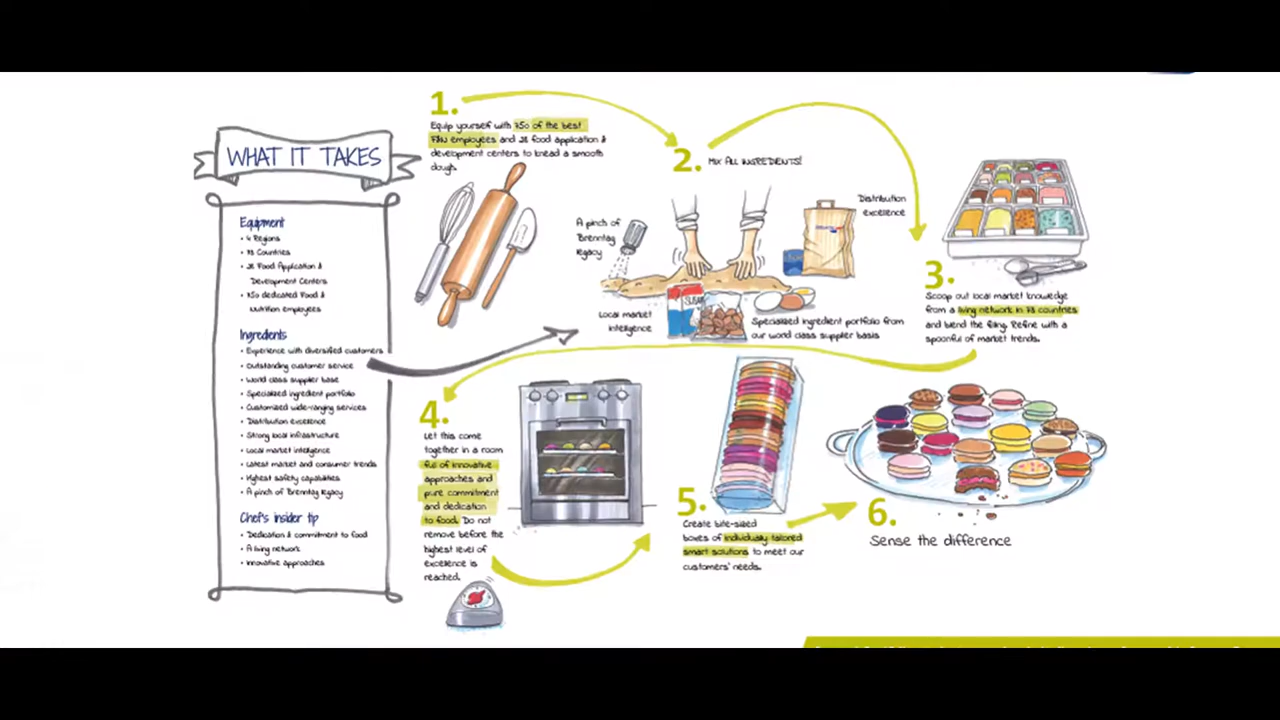 WHAT IT TAKES
Equipment
• 4 Regions
• 73 Countries
• 28 Food Application &
Development Centers
• 750 dedicated Food &
Nutrition employees
Ingredients
• Experience with diversified customers
• Outstanding customer service
• World class supplier base
• Specialized ingredient portfolio
• Customized wide-ranging services
• Distribution excellence
• Strong local infrastructure
• Local market intelligence
• Latest market and consumer trends
• Highest safety capabilities
• A pinch of Brenntag legacy
Chef's insider tip
• Dedication & commitment to food
• A living network
• Innovative approaches
1.
Equip yourself with 750 of the best
F&N employees and 28 food application &
development centers to knead a smooth
dough.
2. MIX ALL INGREDIENTS!
A pinch of
Brenntag
legacy
Distribution
excellence
SUGAR
Local market
intelligence
Specialized ingredient portfolio from
our world class supplier basis
3.
Scoop out local market knowledge
from a living network in 73 countries
and blend the filling. Refine with a
spoonful of market trends.
4.
Let this come
together in a room
full of innovative
approaches and
pure commitment
and dedication
to food. Do not
remove before the
highest level of
excellence is
reached.
5.
Create bite-sized
boxes of individually tailored
smart solutions to meet our
customers' needs.
6.
Sense the difference